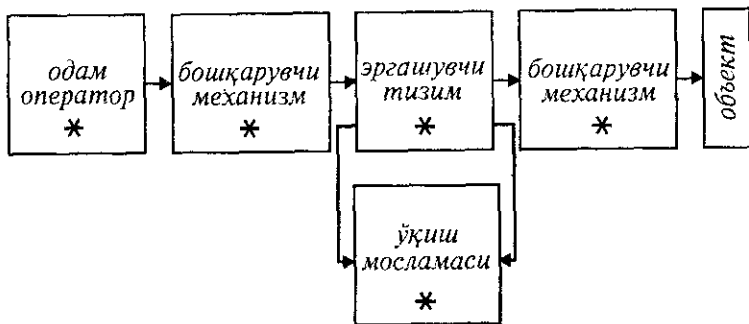 одам
оператор
*
бошқарувчи
механизм
*
эргашувчи
тизим
*
бошқарувчи
механизм
*
объект
ўқиш
мосламаси
*